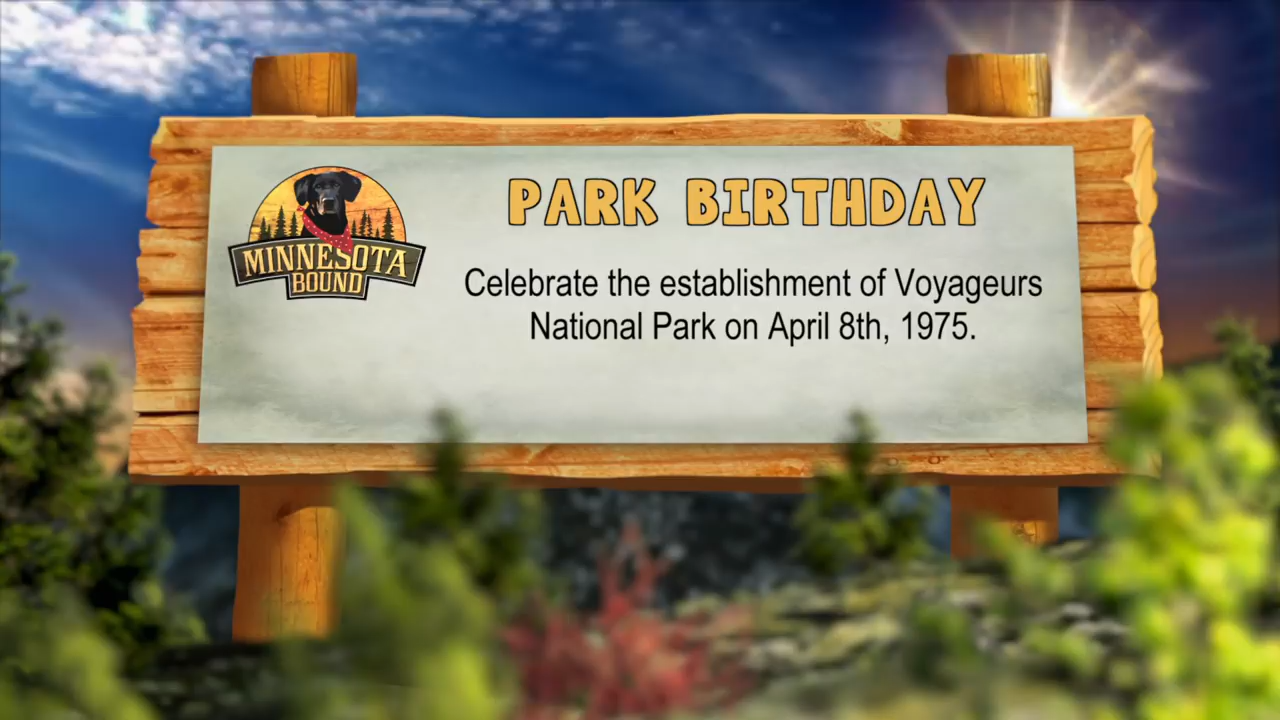 MINNESOTA
BOUND
PARK BIRTHDAY
Celebrate the establishment of Voyageurs
National Park on April 8th, 1975.